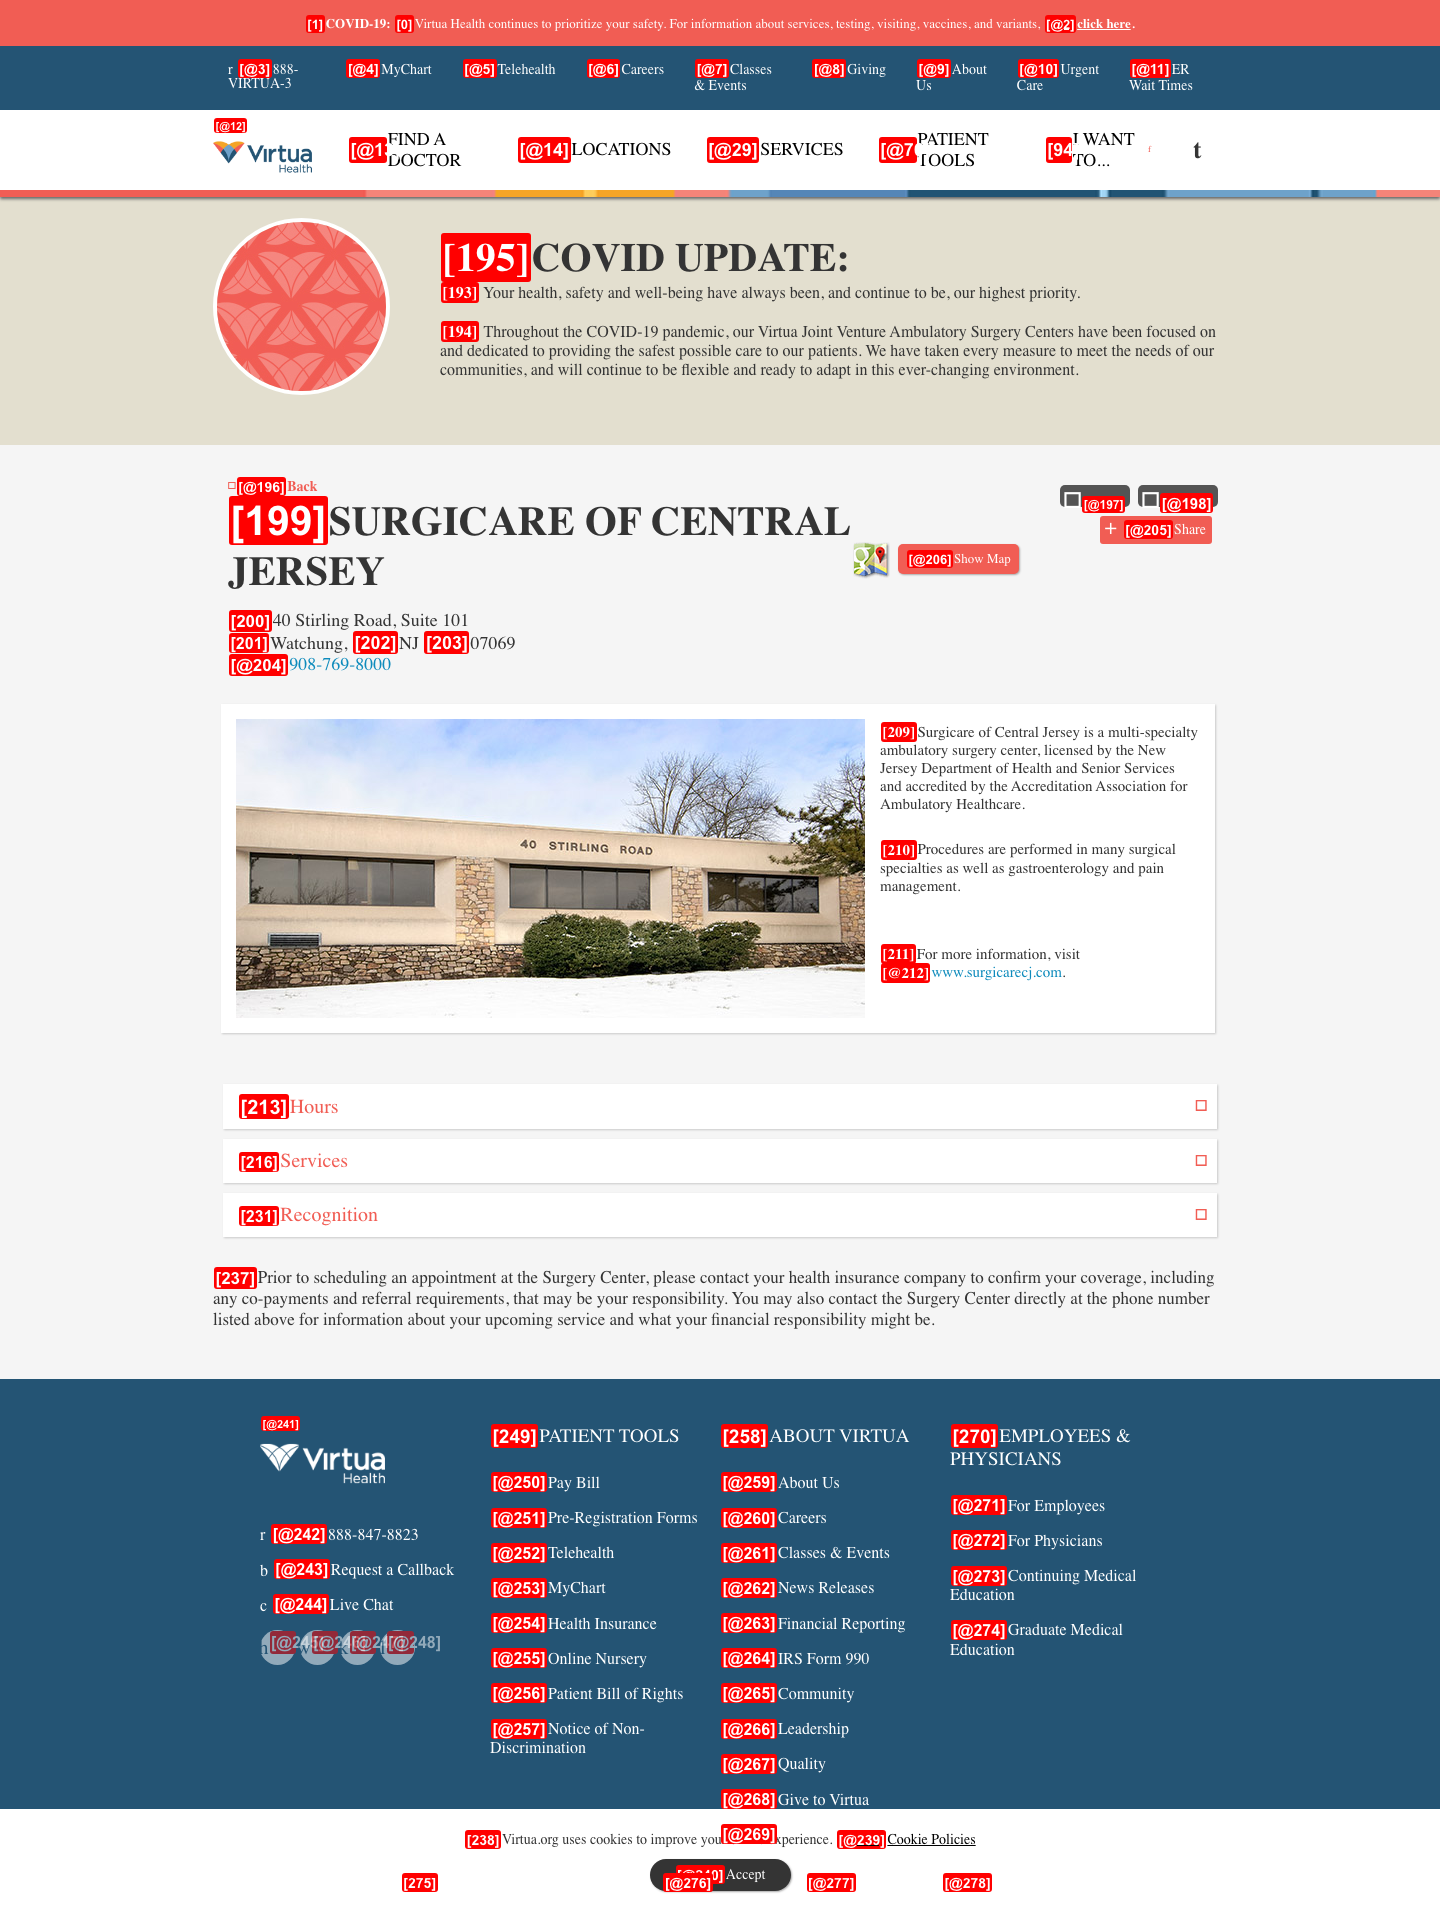 [1]COVID-19: [0]Virtua Health continues to prioritize your safety. For information about services, testing, visiting, vaccines, and variants, [@2]click here.
r [@3]888-VIRTUA-3
[@4]MyChart
[@5]Telehealth
[@6]Careers
[@7]Classes & Events
[@8]Giving
[@9]About Us
[@10]Urgent Care
[@11]ER Wait Times
[@12]
Virtua Health
FIND A DOCTOR
[@14]LOCATIONS
[@29]SERVICES
PATIENT TOOLS
I WANT TO...
f
t
[195]COVID UPDATE:
[193] Your health, safety and well-being have always been, and continue to be, our highest priority.
[194] Throughout the COVID-19 pandemic, our Virtua Joint Venture Ambulatory Surgery Centers have been focused on
and dedicated to providing the safest possible care to our patients. We have taken every measure to meet the needs of our
communities, and will continue to be flexible and ready to adapt in this ever-changing environment.
[@196]Back
[@197]
[@198]
[199]SURGICARE OF CENTRAL
JERSEY
+ [@205]Share
[@206]Show Map
[200]40 Stirling Road, Suite 101
[201]Watchung, [202]NJ [203]07069
[@204]908-769-8000
40 STIRLING ROAD
[209]Surgicare of Central Jersey is a multi-specialty
ambulatory surgery center, licensed by the New
Jersey Department of Health and Senior Services
and accredited by the Accreditation Association for
Ambulatory Healthcare.
[210]Procedures are performed in many surgical
specialties as well as gastroenterology and pain
management.
[211]For more information, visit
[@212]www.surgicarecj.com.
[213]Hours
[216]Services
[231]Recognition
[237]Prior to scheduling an appointment at the Surgery Center, please contact your health insurance company to confirm your coverage, including
any co-payments and referral requirements, that may be your responsibility. You may also contact the Surgery Center directly at the phone number
listed above for information about your upcoming service and what your financial responsibility might be.
[@241]
Virtua Health
r [@242]888-847-8823
b [@243]Request a Callback
c [@244]Live Chat
[@248]
[249]PATIENT TOOLS
[@250]Pay Bill
[@251]Pre-Registration Forms
[@252]Telehealth
[@253]MyChart
[@254]Health Insurance
[@255]Online Nursery
[@256]Patient Bill of Rights
[@257]Notice of Non-
Discrimination
[258]ABOUT VIRTUA
[@259]About Us
[@260]Careers
[@261]Classes & Events
[@262]News Releases
[@263]Financial Reporting
[@264]IRS Form 990
[@265]Community
[@266]Leadership
[@267]Quality
[@268]Give to Virtua
[@269]
[270]EMPLOYEES &
PHYSICIANS
[@271]For Employees
[@272]For Physicians
[@273]Continuing Medical
Education
[@274]Graduate Medical
Education
[238]Virtua.org uses cookies to improve [@239]Cookie Policies
Accept
[275]
[@276]
[@277]
[@278]